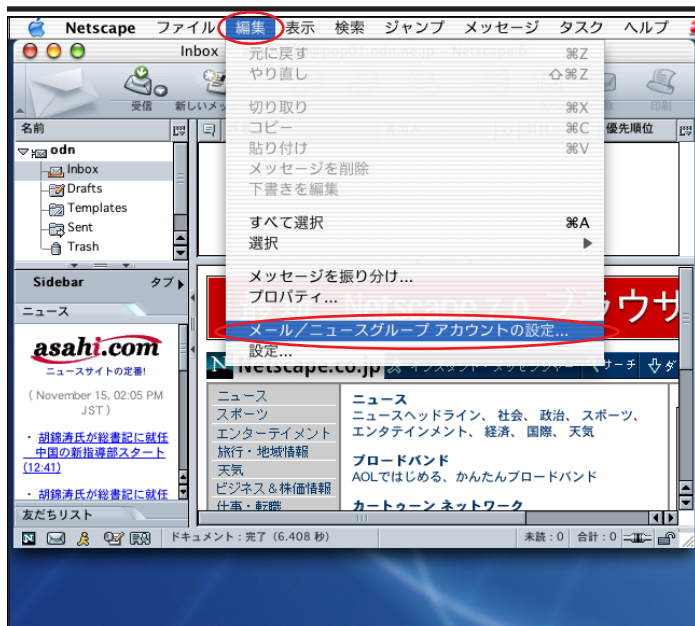 Netscape ファイル 編集 表示 検索 ジャンプ メッセージ タスク ヘルプ
Inbox
元に戻す ⌘Z
やり直し ⇧⌘Z
切り取り ⌘X
コピー ⌘C
貼り付け ⌘V
メッセージを削除
下書きを編集
すべて選択 ⌘A
選択
メッセージを振り分け...
プロパティ...
メール／ニュースグループ アカウントの設定...
設定...
受信 新しいメッ
印刷
名前
優先順位
odn
Inbox
Drafts
Templates
Sent
Trash
Sidebar タブ
ニュース
asahi.com
ニュースサイトの定番!
( November 15, 02:05 PM
JST )
・ 胡錦涛氏が総書記に就任
中国の新指導部スタート
(12:41)
・ 胡錦涛氏が総書記に就任
友だちリスト
ラウサ
N Netscape.co.jp
サーチ
ニュース
スポーツ
エンターテイメント
旅行・地域情報
天気
ビジネス＆株価情報
仕事・転職
ニュース
ニュースヘッドライン、 社会、 政治、 スポーツ、
エンタテインメント、 経済、 国際、 天気
ブロードバンド
AOLではじめる、かんたんブロードバンド
カートゥーン ネットワーク
ドキュメント：完了 (6.408 秒)
未読：0 合計：0